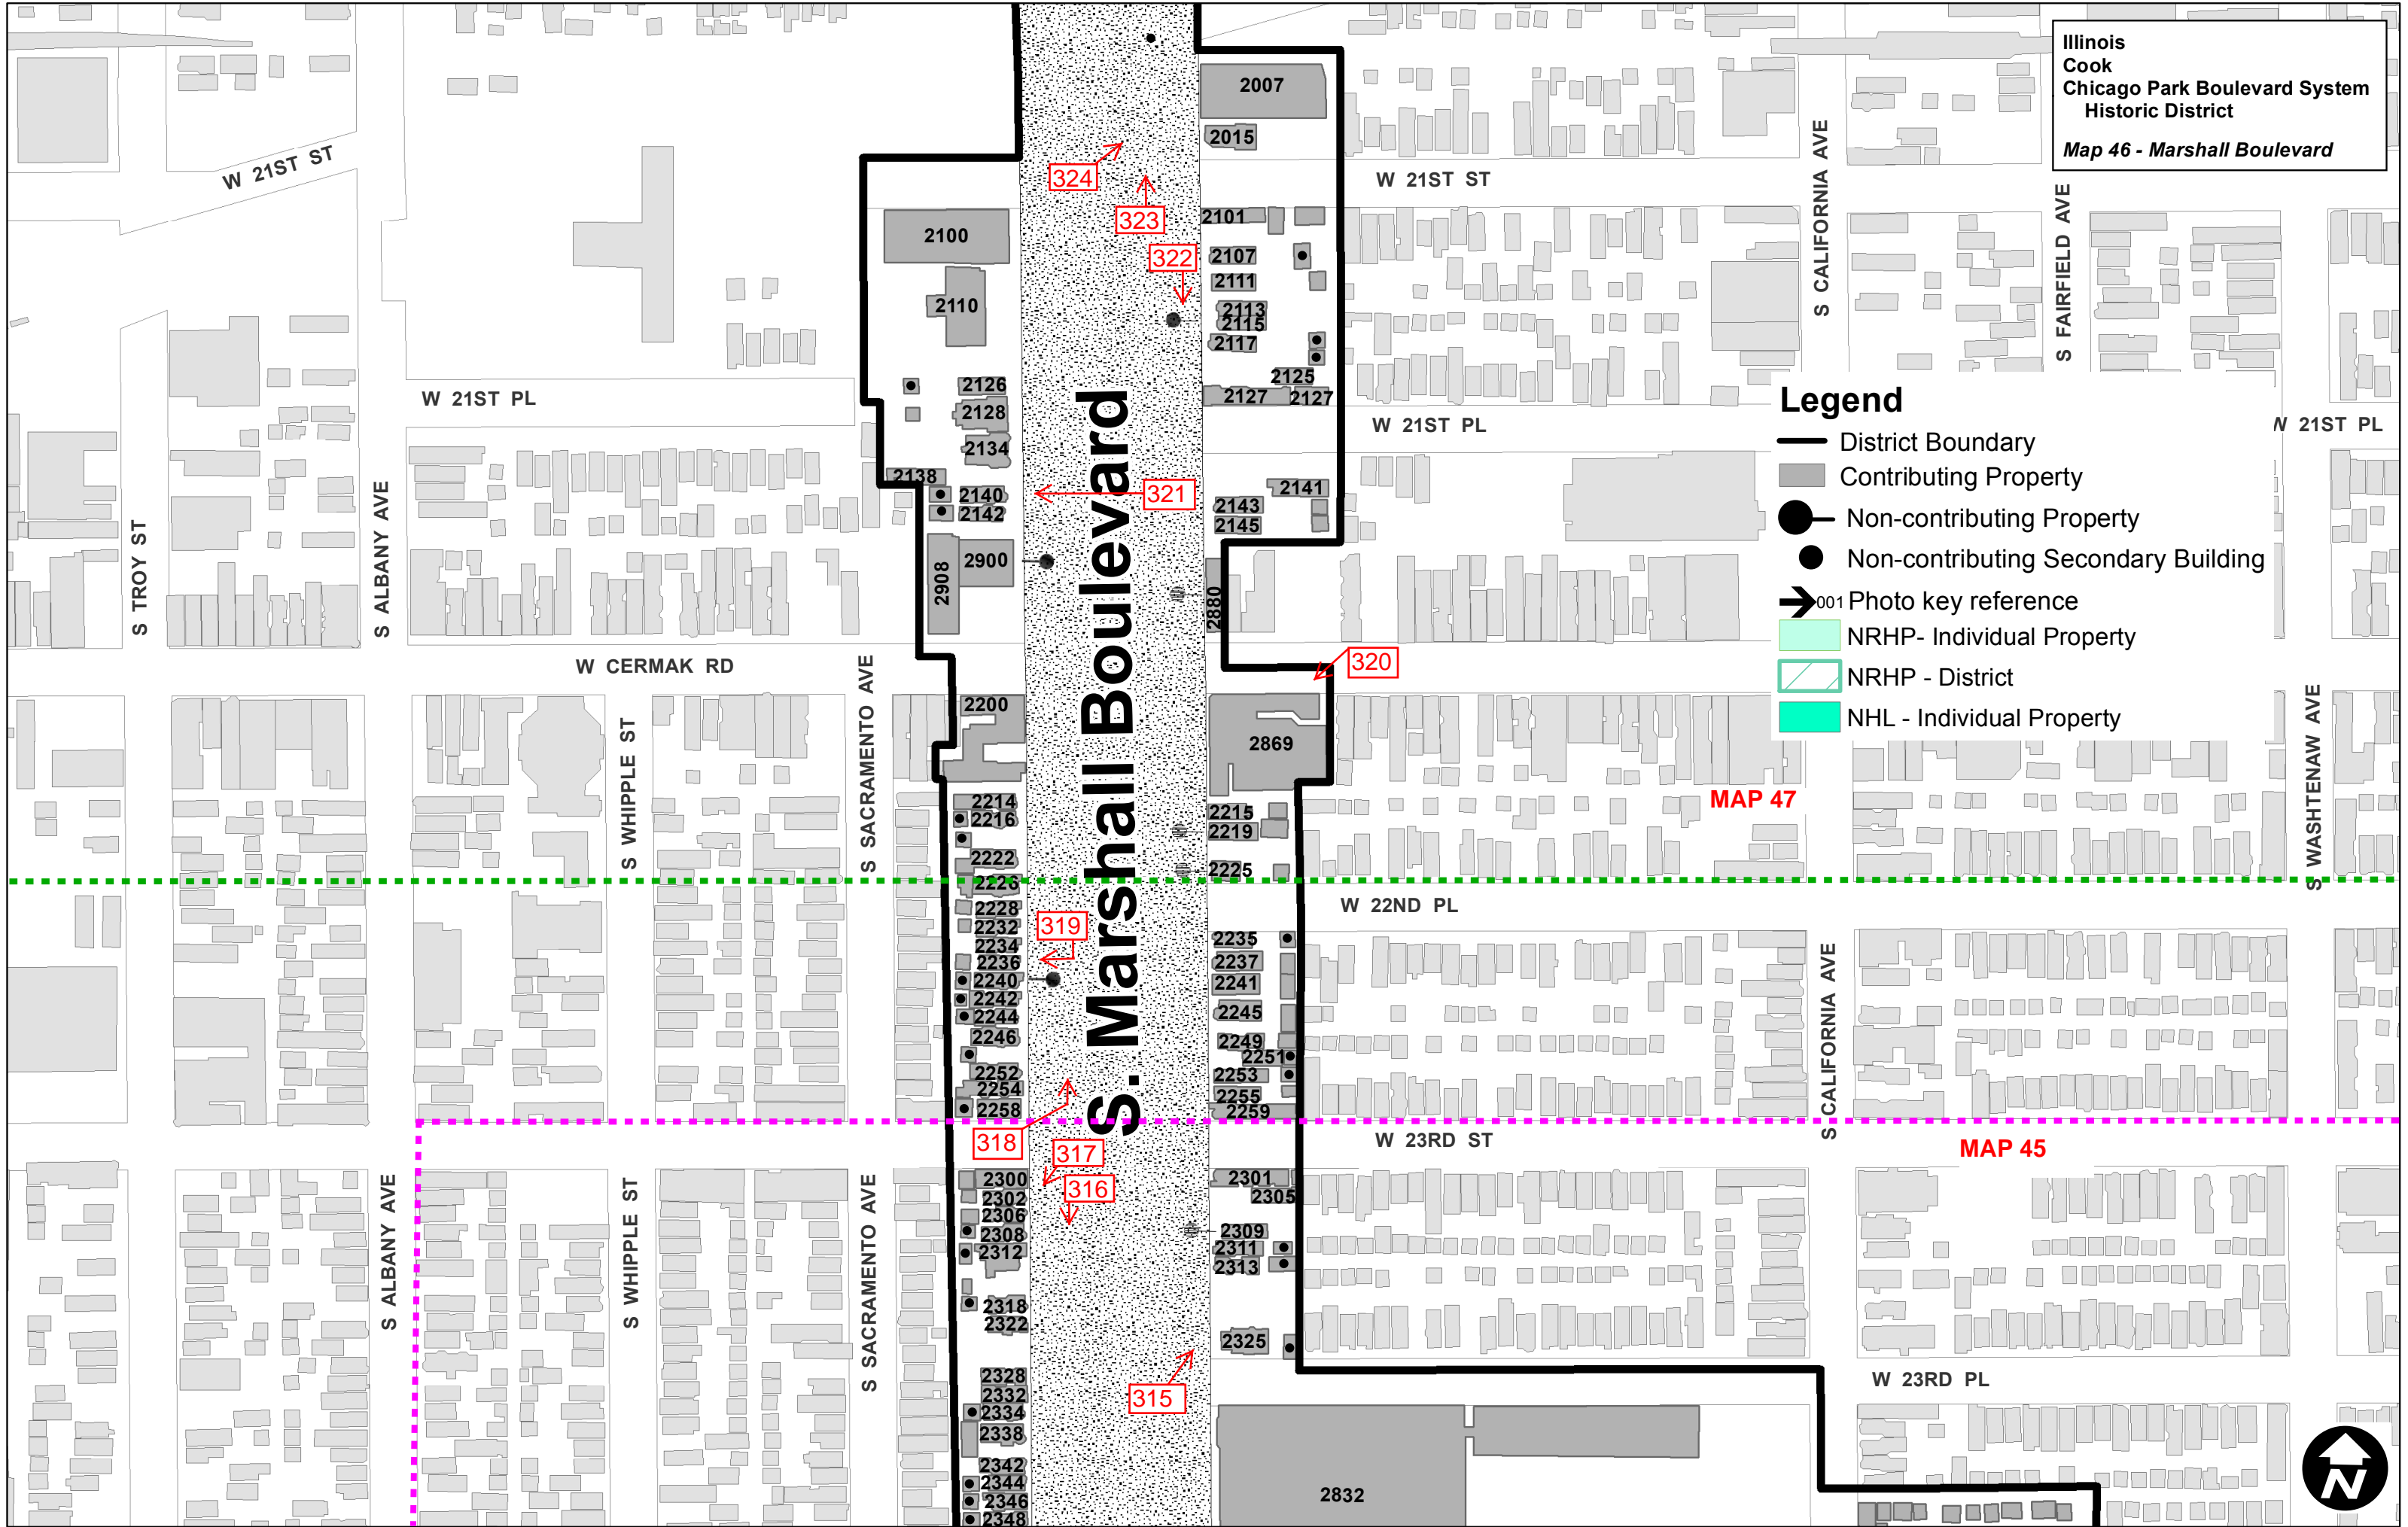 Illinois
Cook
Chicago Park Boulevard System
Historic District
Map 46 - Marshall Boulevard
Legend
District Boundary
Contributing Property
Non-contributing Property
Non-contributing Secondary Building
001 Photo key reference
NRHP- Individual Property
NRHP - District
NHL - Individual Property
S. Marshall Boulevard
W 21ST ST
W 21ST ST
S CALIFORNIA AVE
S FAIRFIELD AVE
W 21ST PL
W 21ST PL
W 21ST PL
S TROY ST
S ALBANY AVE
W CERMAK RD
S WHIPPLE ST
S SACRAMENTO AVE
S WASHTENAW AVE
MAP 47
W 22ND PL
S CALIFORNIA AVE
W 23RD ST
MAP 45
S ALBANY AVE
S WHIPPLE ST
S SACRAMENTO AVE
W 23RD PL
N
324
323
322
321
320
319
318
317
316
315
2100
2110
2126
2128
2134
2138
2140
2142
2900
2908
2200
2214
2216
2222
2226
2228
2232
2234
2236
2240
2242
2244
2246
2252
2254
2258
2300
2302
2306
2308
2312
2318
2322
2328
2332
2334
2338
2342
2344
2346
2348
2007
2015
2101
2107
2111
2113
2115
2117
2125
2127
2127
2141
2143
2145
2880
2869
2215
2219
2225
2235
2237
2241
2245
2249
2251
2253
2255
2259
2301
2305
2309
2311
2313
2325
2832